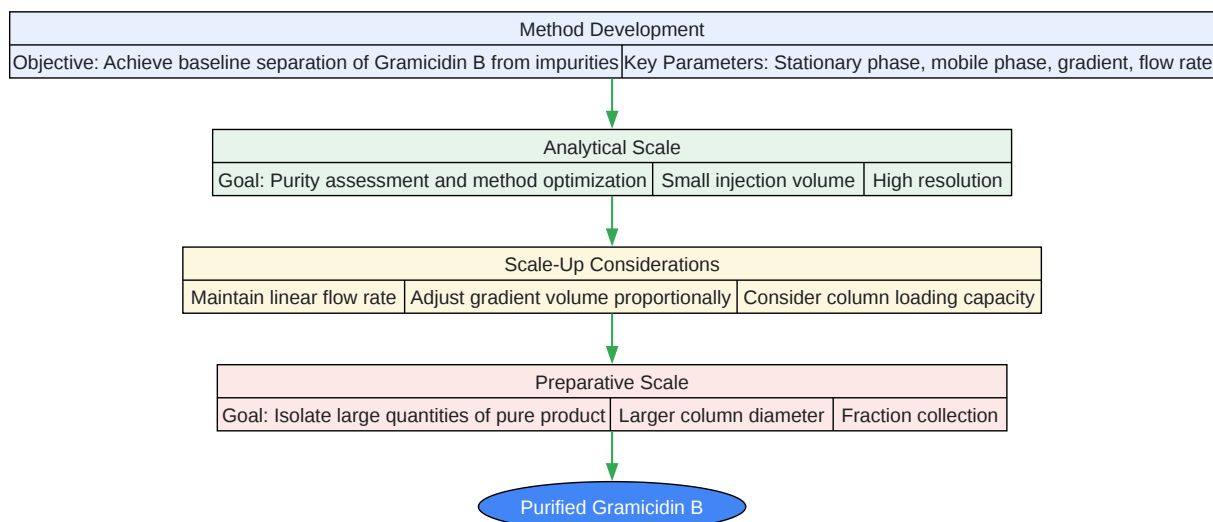 Method Development
Objective: Achieve baseline separation of Gramicidin B from impurities Key Parameters: Stationary phase, mobile phase, gradient, flow rate
Analytical Scale
Goal: Purity assessment and method optimization Small injection volume High resolution
Scale-Up Considerations
Maintain linear flow rate Adjust gradient volume proportionally Consider column loading capacity
Preparative Scale
Goal: Isolate large quantities of pure product Larger column diameter Fraction collection
Purified Gramicidin B